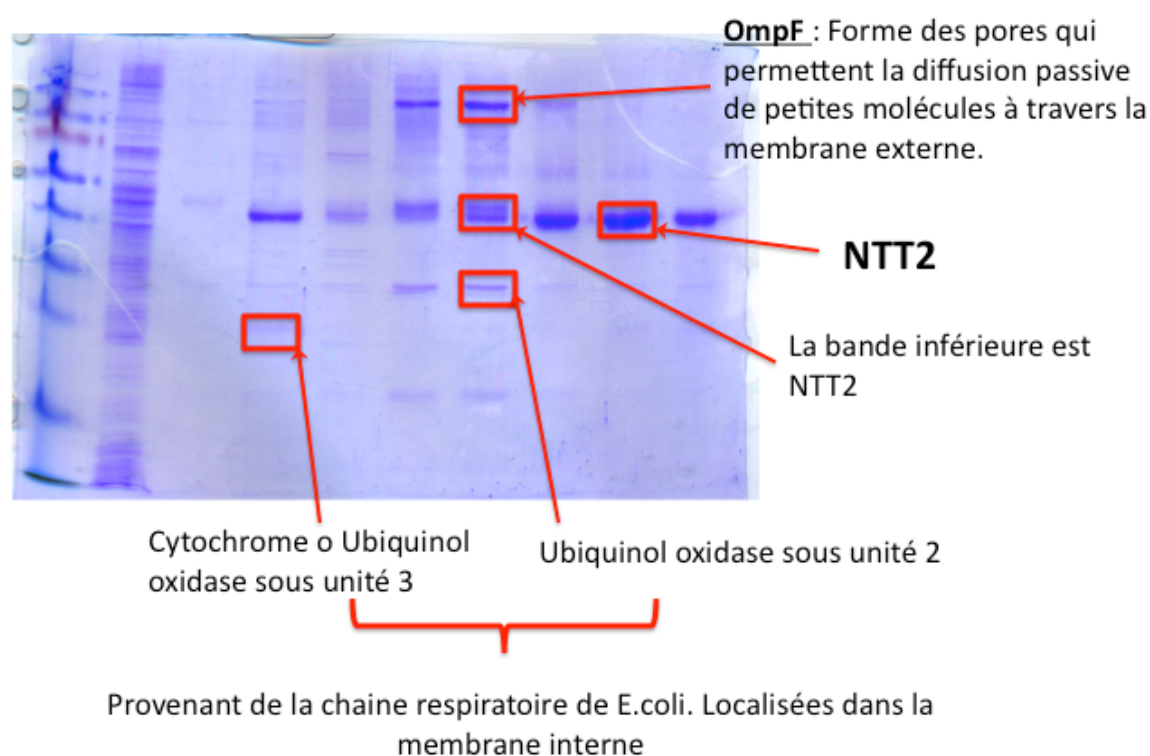 OmpF : Forme des pores qui
permettent la diffusion passive
de petites molécules à travers la
membrane externe.
NTT2
La bande inférieure est
NTT2
Cytochrome o Ubiquinol
oxidase sous unité 3
Ubiquinol oxidase sous unité 2
Provenant de la chaine respiratoire de E.coli. Localisées dans la
membrane interne